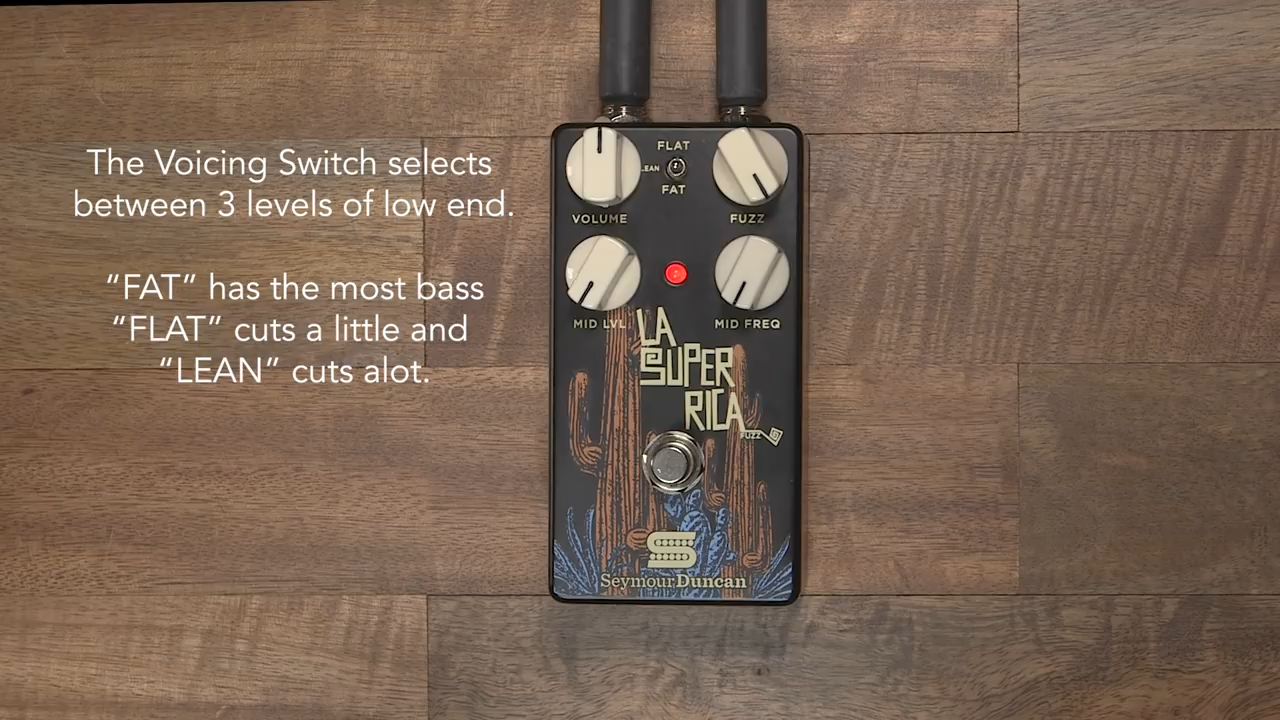 The Voicing Switch selects
between 3 levels of low end.
“FAT” has the most bass
“FLAT” cuts a little and
“LEAN” cuts alot.
FLAT
LEAN
FAT
VOLUME
FUZZ
MID LVL
MID FREQ
LA
SUPER
RICA
FUZZ
SeymourDuncan